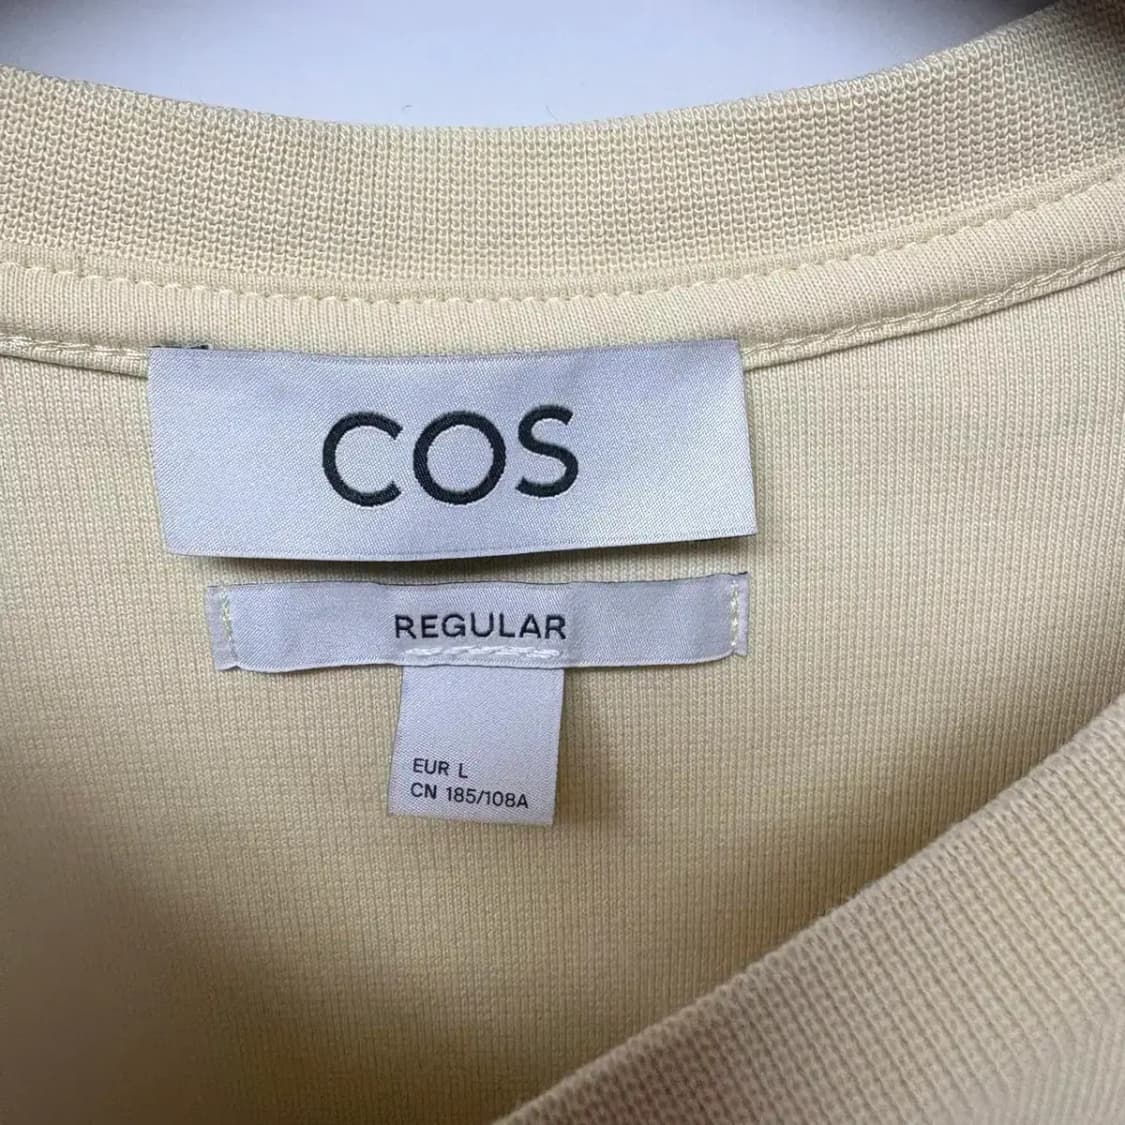 COS
REGULAR
EUR L
CN 185/108A